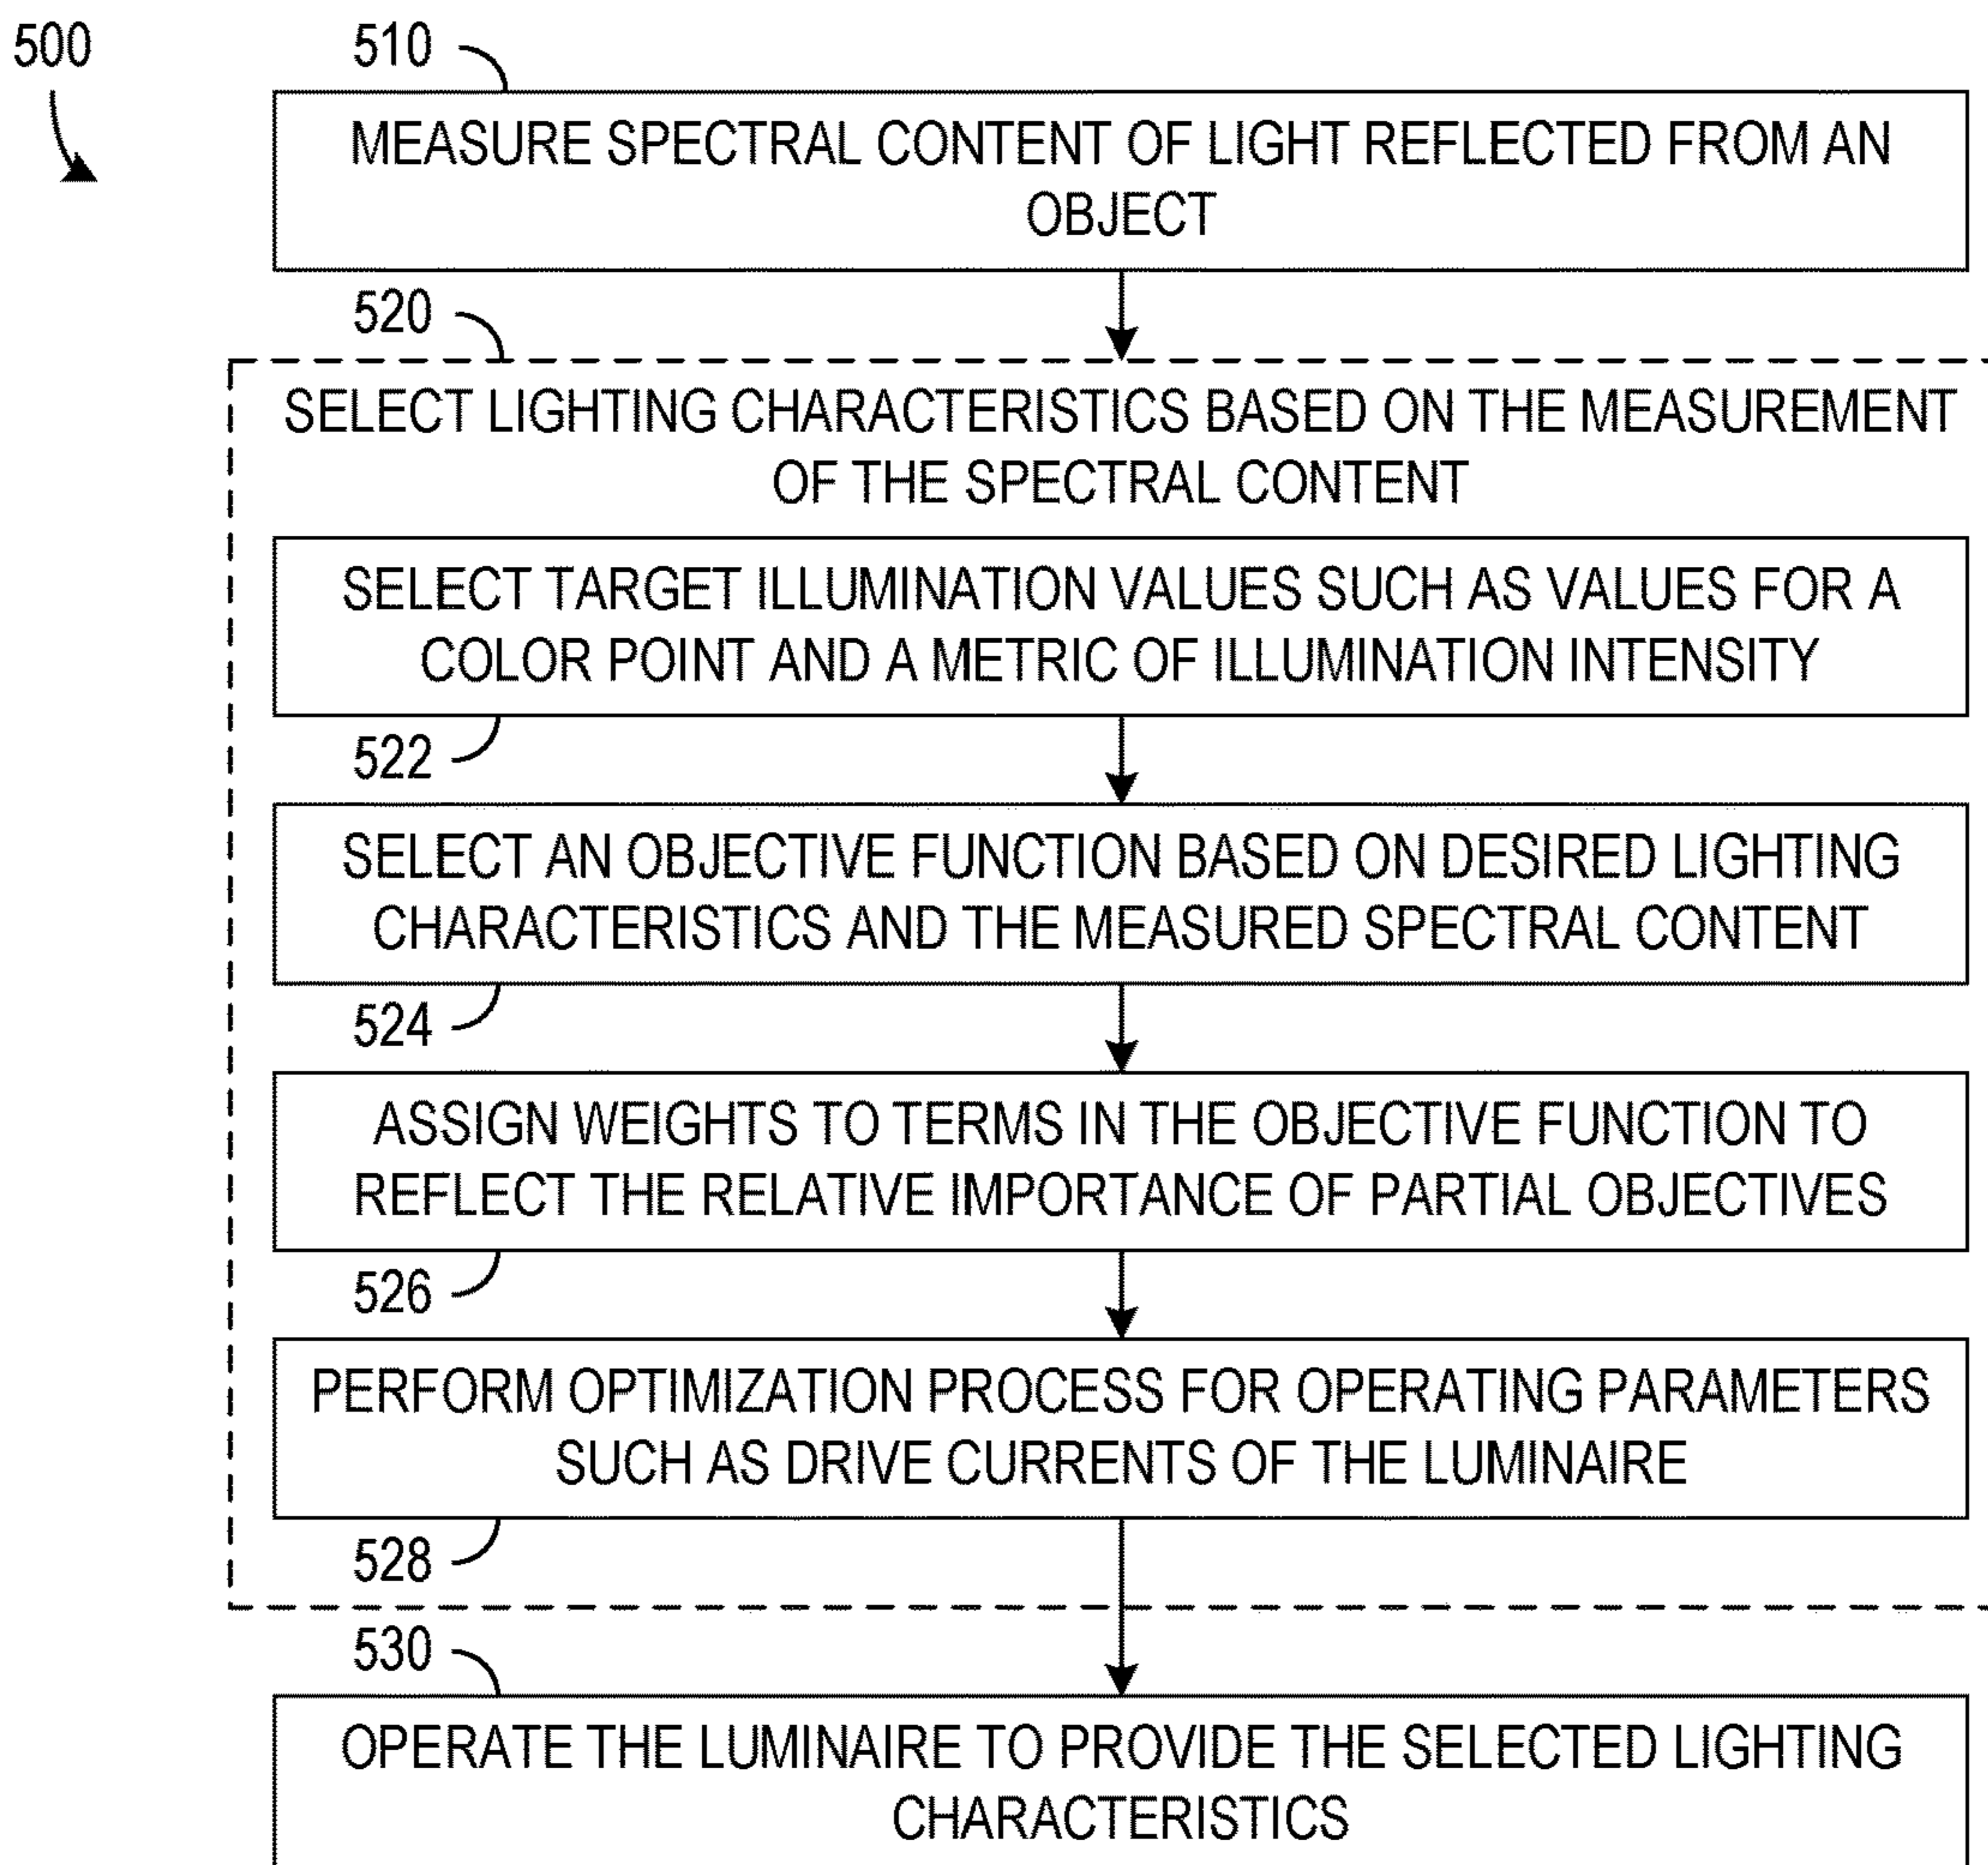 500
510
MEASURE SPECTRAL CONTENT OF LIGHT REFLECTED FROM AN
OBJECT
520
SELECT LIGHTING CHARACTERISTICS BASED ON THE MEASUREMENT
OF THE SPECTRAL CONTENT
SELECT TARGET ILLUMINATION VALUES SUCH AS VALUES FOR A
COLOR POINT AND A METRIC OF ILLUMINATION INTENSITY
522
SELECT AN OBJECTIVE FUNCTION BASED ON DESIRED LIGHTING
CHARACTERISTICS AND THE MEASURED SPECTRAL CONTENT
524
ASSIGN WEIGHTS TO TERMS IN THE OBJECTIVE FUNCTION TO
REFLECT THE RELATIVE IMPORTANCE OF PARTIAL OBJECTIVES
526
PERFORM OPTIMIZATION PROCESS FOR OPERATING PARAMETERS
SUCH AS DRIVE CURRENTS OF THE LUMINAIRE
528
530
OPERATE THE LUMINAIRE TO PROVIDE THE SELECTED LIGHTING
CHARACTERISTICS